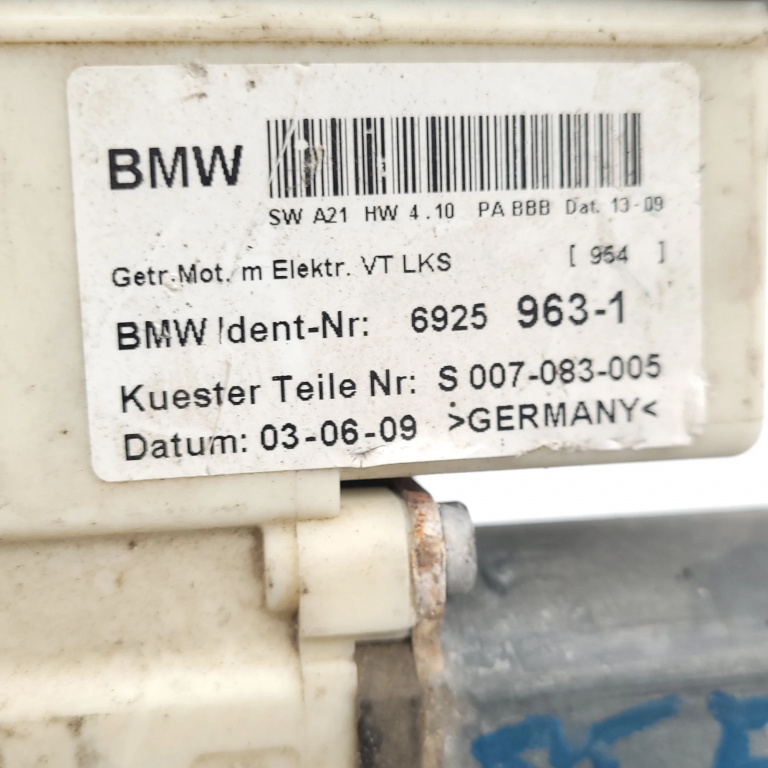 BMW
SW A21 HW 4.10 PA BBB Dat. 13-09
Getr.Mot. m Elektr. VT LKS [ 954 ]
BMW Ident-Nr: 6925 963-1
Kuester Teile Nr: S 007-083-005
Datum: 03-06-09 >GERMANY<